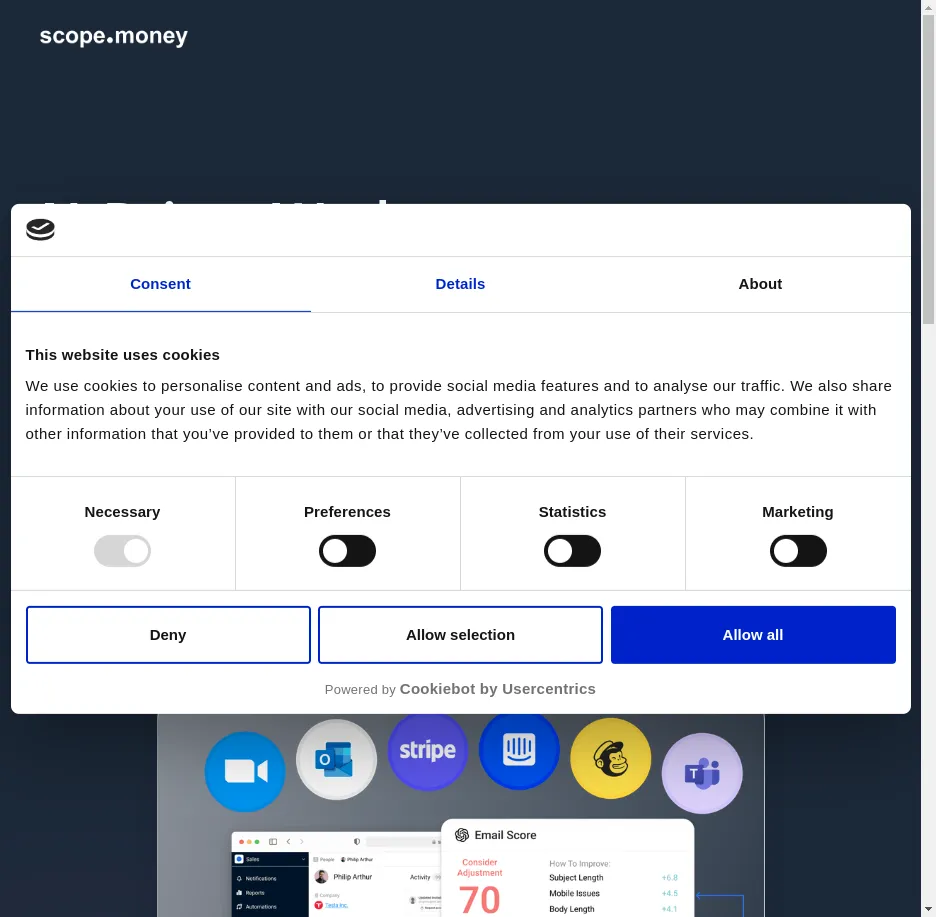 scope.money
Consent
Details
About
This website uses cookies
We use cookies to personalise content and ads, to provide social media features and to analyse our traffic. We also share
information about your use of our site with our social media, advertising and analytics partners who may combine it with
other information that you’ve provided to them or that they’ve collected from your use of their services.
Necessary
Preferences
Statistics
Marketing
Deny
Allow selection
Allow all
Powered by Cookiebot by Usercentrics
stripe
Email Score
Consider
Adjustment
70
How To Improve:
Subject Length +6.8
Mobile Issues +4.5
Body Length +4.1
Sales
Notifications
Reports
Automations
People
Philip Arthur
Philip Arthur
Activity
Company
Tesla Inc.